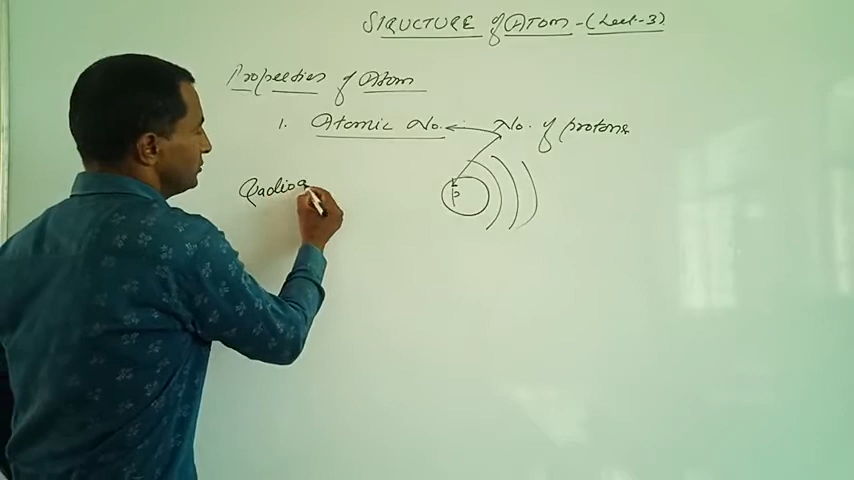 STRUCTURE of Atom - (Lect-3)
Properties of Atom
1. Atomic No. No. of protons
Radioa
P